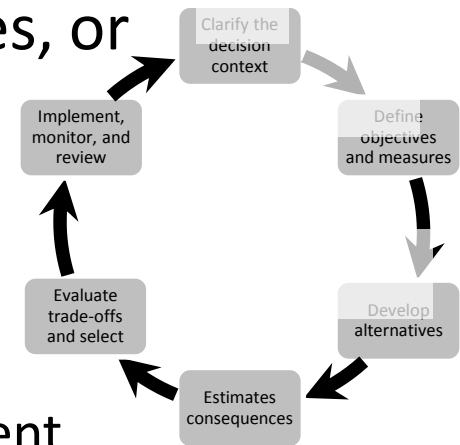 es, or
Clarify the
decision
context
Define
objectives
and measures
Develop
alternatives
Estimates
consequences
Evaluate
trade-offs
and select
Implement,
monitor, and
review
ent